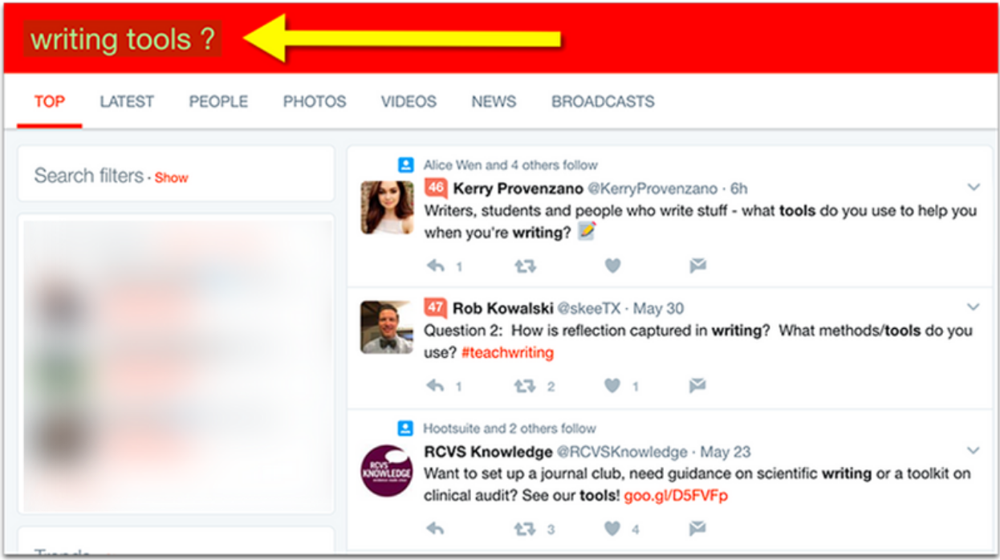 writing tools ?
TOP LATEST PEOPLE PHOTOS VIDEOS NEWS BROADCASTS
Search filters · Show
Alice Wen and 4 others follow
46 Kerry Provenzano @KerryProvenzano · 6h
Writers, students and people who write stuff - what tools do you use to help you
when you're writing? 📝
1
47 Rob Kowalski @skeeTX · May 30
Question 2:  How is reflection captured in writing?  What methods/tools do you
use? #teachwriting
1 2 1
Hootsuite and 2 others follow
RCVS Knowledge @RCVSKnowledge · May 23
RCVS
KNOWLEDGE
Want to set up a journal club, need guidance on scientific writing or a toolkit on
clinical audit? See our tools! goo.gl/D5FVFp
3 4